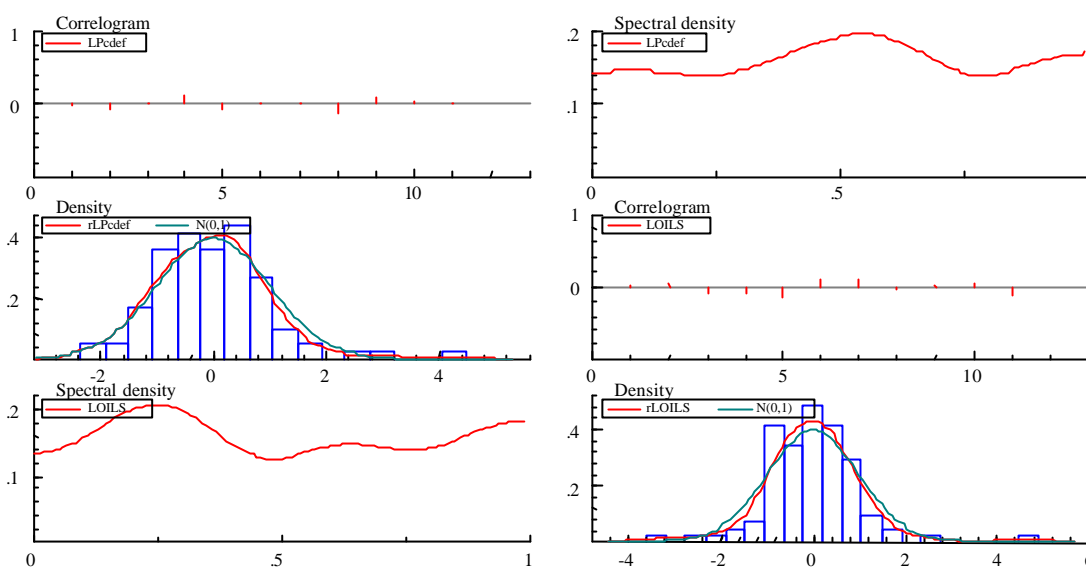 Correlogram
1
LPcdef
0
0 5 10
Spectral density
.2
LPcdef
.1
0 .5
Density
rLPcdef N(0,1)
.4
.2
-2 0 2 4
Correlogram
1
LOILS
0
0 5 10
Spectral density
.2
LOILS
.1
0 .5 1
Density
rLOILS N(0,1)
.4
.2
-4 -2 0 2 4